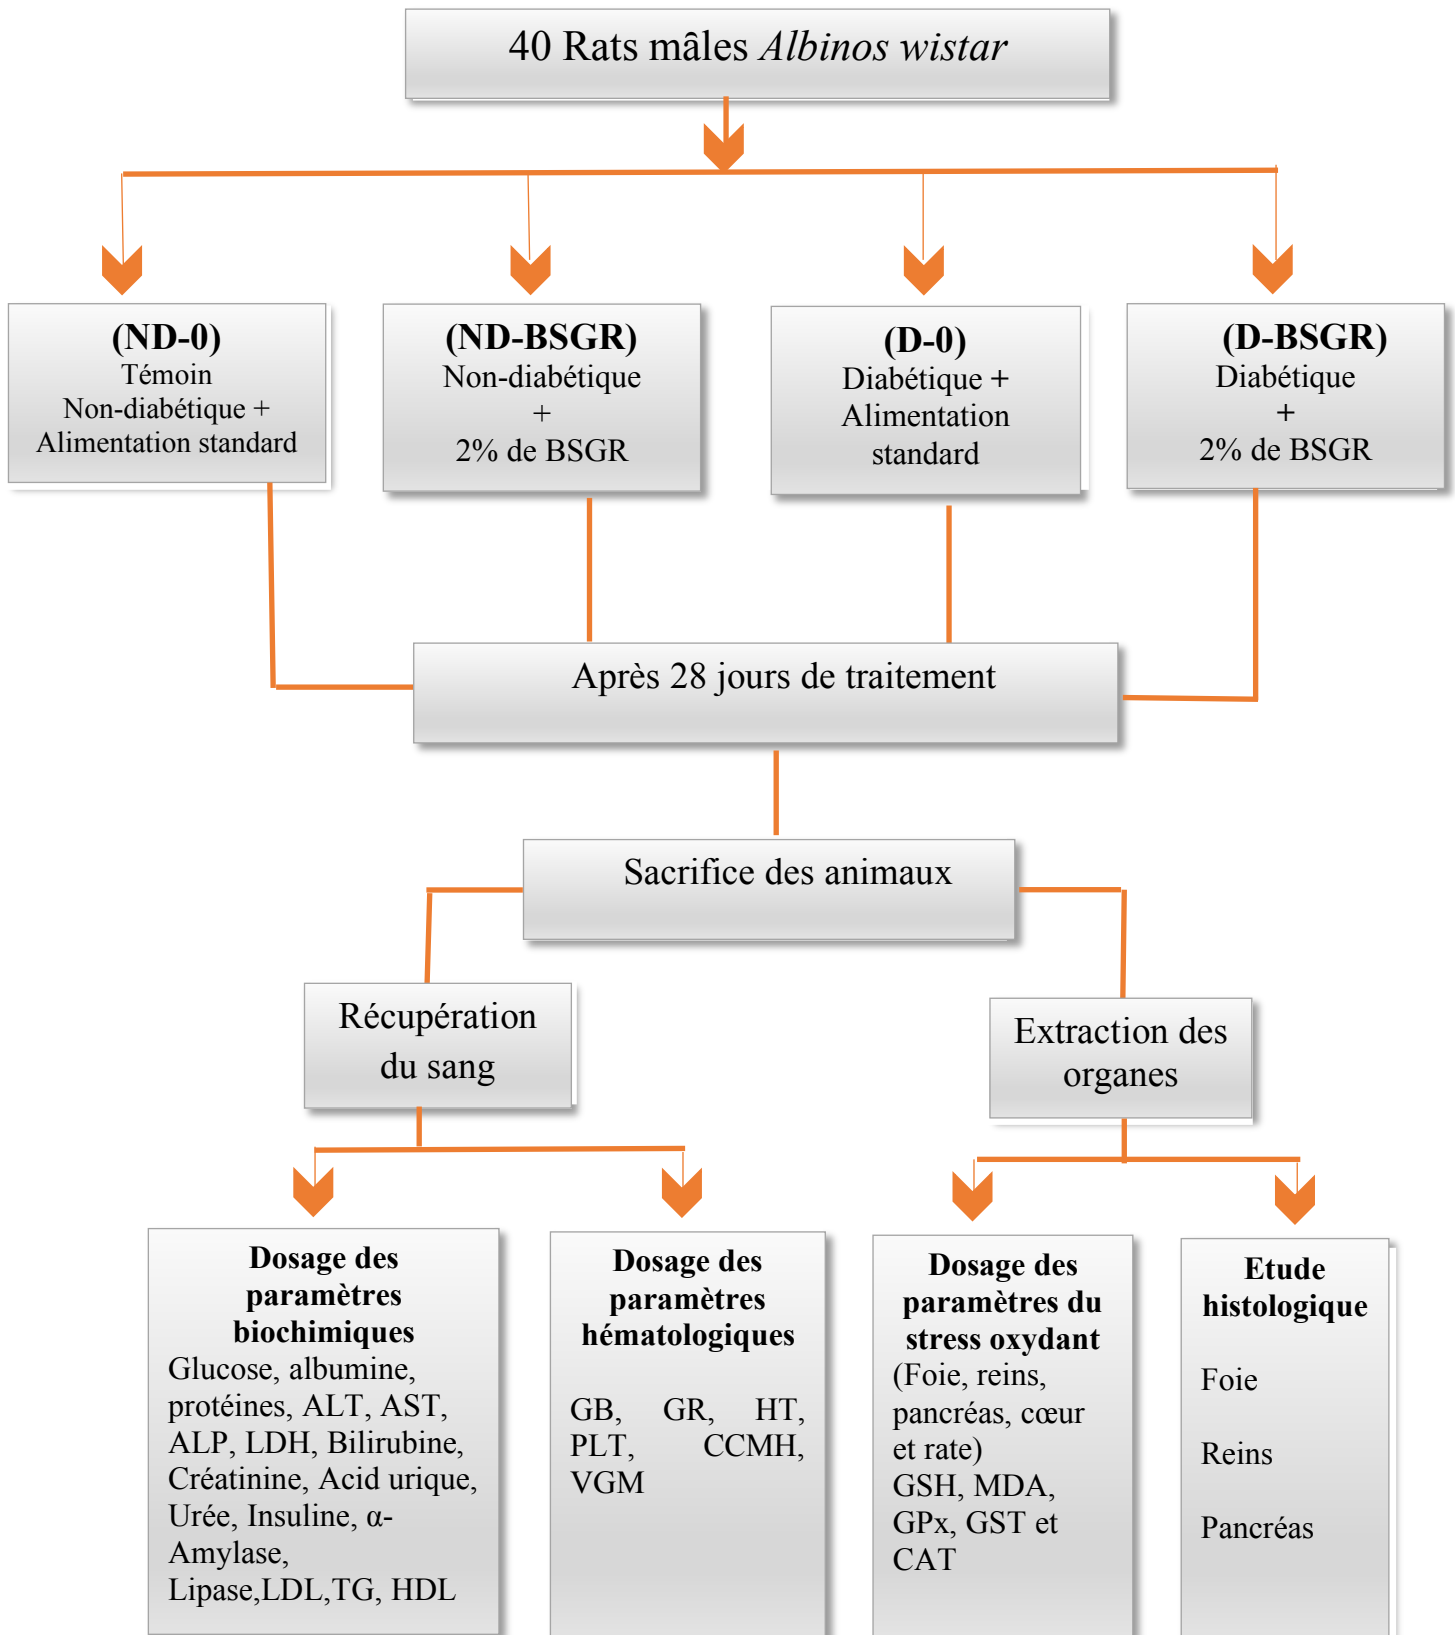 40 Rats mâles Albinos wistar
(ND-0)
Témoin
Non-diabétique +
Alimentation standard
(ND-BSGR)
Non-diabétique
+
2% de BSGR
(D-0)
Diabétique +
Alimentation
standard
(D-BSGR)
Diabétique
+
2% de BSGR
Après 28 jours de traitement
Sacrifice des animaux
Récupération
du sang
Extraction des
organes
Dosage des
paramètres
biochimiques
Glucose, albumine,
protéines, ALT, AST,
ALP, LDH, Bilirubine,
Créatinine, Acid urique,
Urée, Insuline, α-
Amylase,
Lipase,LDL,TG, HDL
Dosage des
paramètres
hématologiques
GB, GR, HT,
PLT, CCMH,
VGM
Dosage des
paramètres du
stress oxydant
(Foie, reins,
pancréas, cœur
et rate)
GSH, MDA,
GPx, GST et
CAT
Etude
histologique
Foie
Reins
Pancréas